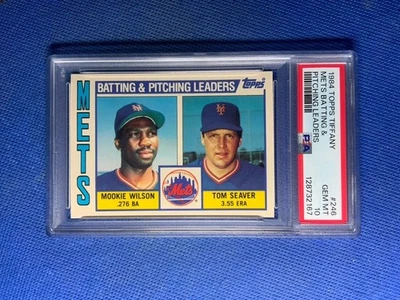 BATTING & PITCHING LEADERS
Topps
METS
MOOKIE WILSON
.276 BA
Mets
TOM SEAVER
3.55 ERA
1984 TOPPS TIFFANY
METS BATTING &
PITCHING LEADERS
PSA
#246
GEM MT
10
128732167